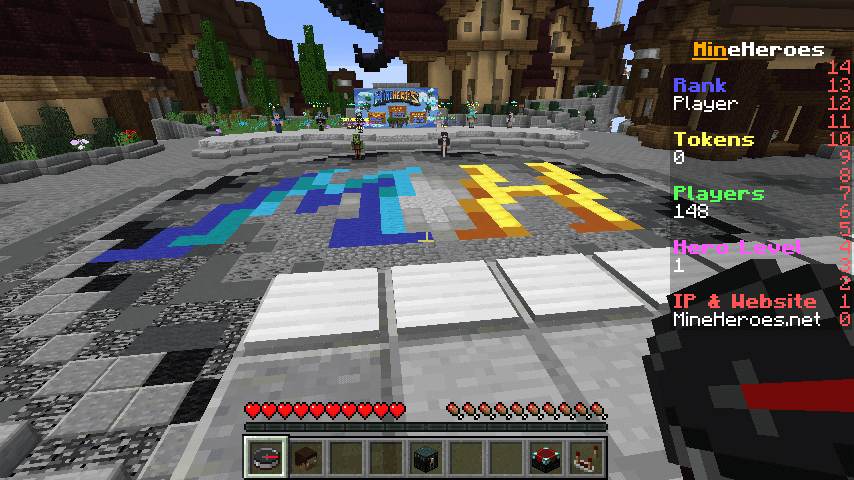 MineHeroes
14
Rank 13
Player 12
11
Tokens 10
0 9
8
Players 7
148 6
5
Hero Level 4
1 3
2
IP & Website 1
MineHeroes.net 0
MINEHEROES
M H